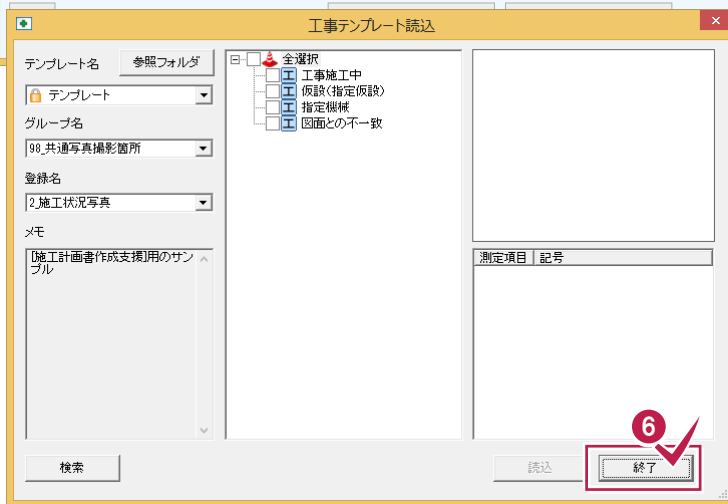 工事テンプレート読込
テンプレート名
参照フォルダ
テンプレート
グループ名
98_共通写真撮影箇所
登録名
2_施工状況写真
メモ
[施工計画書作成支援]用のサン
プル
全選択
工 工事施工中
工 仮設(指定仮設)
工 指定機械
工 図面との不一致
測定項目 記号
検索
読込
終了
6